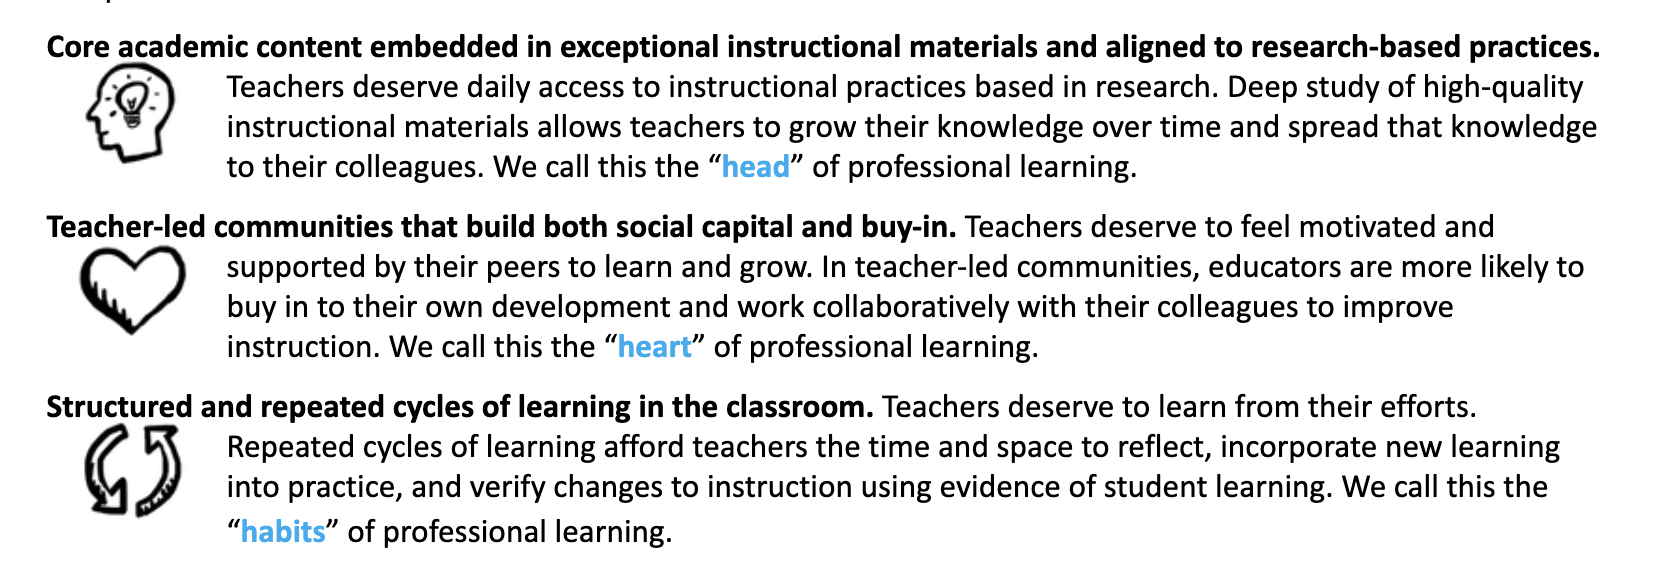 Core academic content embedded in exceptional instructional materials and aligned to research-based practices.
Teachers deserve daily access to instructional practices based in research. Deep study of high-quality
instructional materials allows teachers to grow their knowledge over time and spread that knowledge
to their colleagues. We call this the “head” of professional learning.
Teacher-led communities that build both social capital and buy-in. Teachers deserve to feel motivated and
supported by their peers to learn and grow. In teacher-led communities, educators are more likely to
buy in to their own development and work collaboratively with their colleagues to improve
instruction. We call this the “heart” of professional learning.
Structured and repeated cycles of learning in the classroom. Teachers deserve to learn from their efforts.
Repeated cycles of learning afford teachers the time and space to reflect, incorporate new learning
into practice, and verify changes to instruction using evidence of student learning. We call this the
“habits” of professional learning.